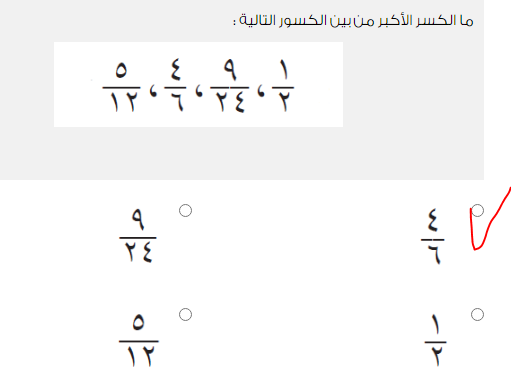 ما الكسر الأكبر من بين الكسور التالية :
١/٢ ، ٩/٢٤ ، ٤/٦ ، ٥/١٢
٤/٦
٩/٢٤
١/٢
٥/١٢